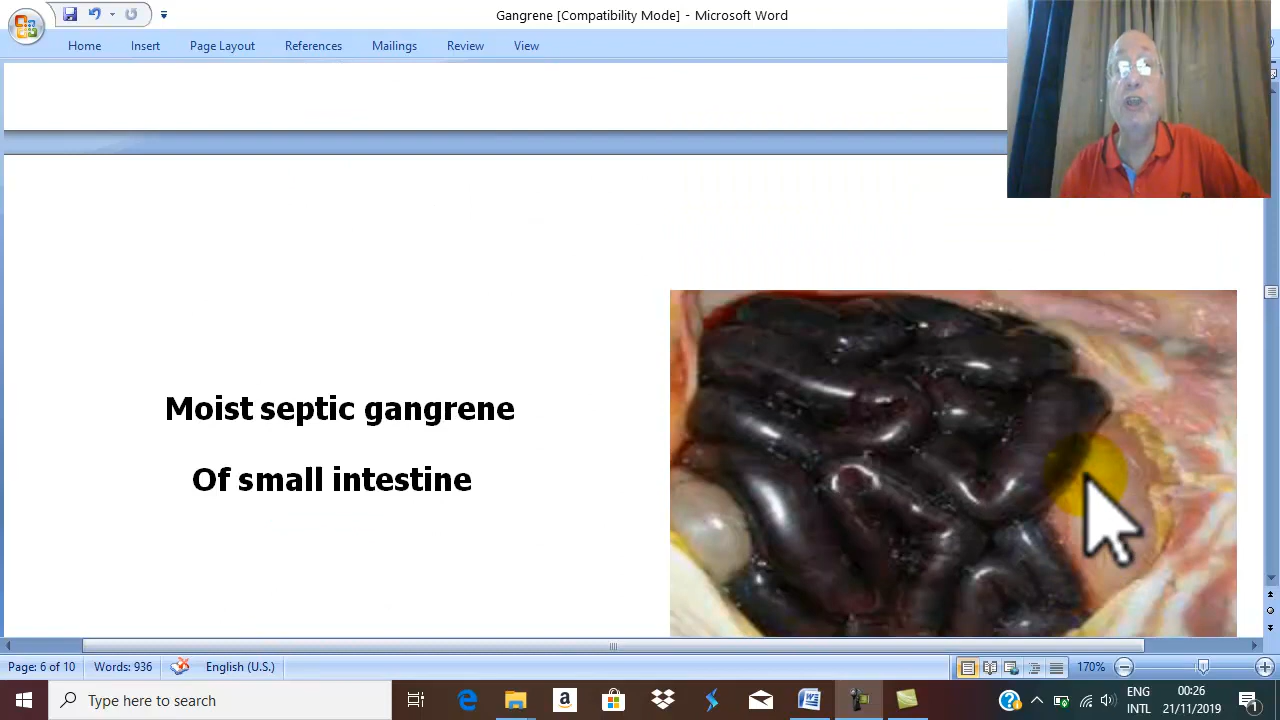 Gangrene [Compatibility Mode] - Microsoft Word
Home Insert Page Layout References Mailings Review View
Moist septic gangrene
Of small intestine
Page: 6 of 10 Words: 936 English (U.S.) 170%
Type here to search
ENG 00:26
INTL 21/11/2019